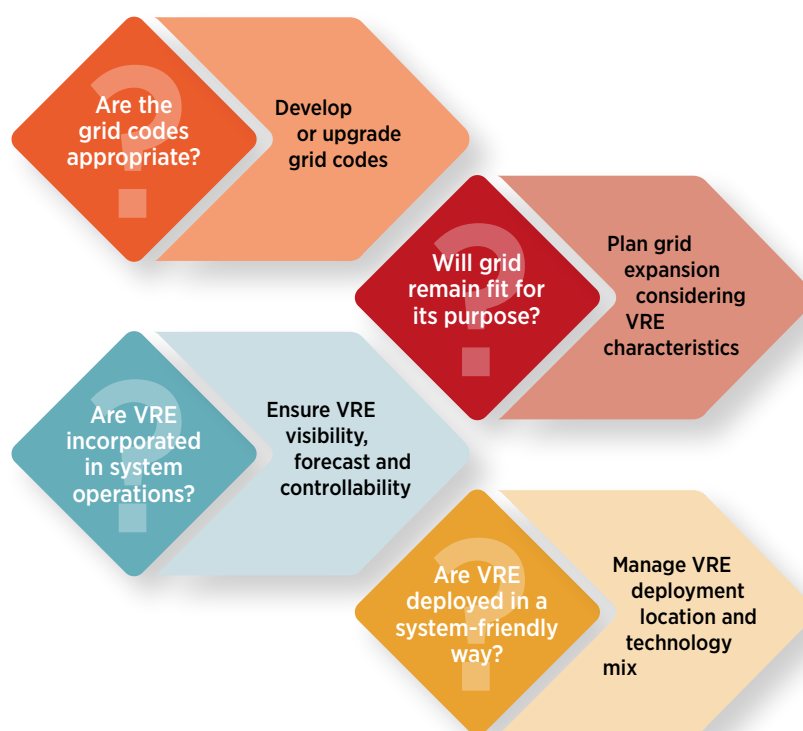 Are the
grid codes
appropriate?
Develop
or upgrade
grid codes
Will grid
remain fit for
its purpose?
Plan grid
expansion
considering
VRE
characteristics
Are VRE
incorporated
in system
operations?
Ensure VRE
visibility,
forecast and
controllability
Are VRE
deployed in a
system-friendly
way?
Manage VRE
deployment
location and
technology
mix